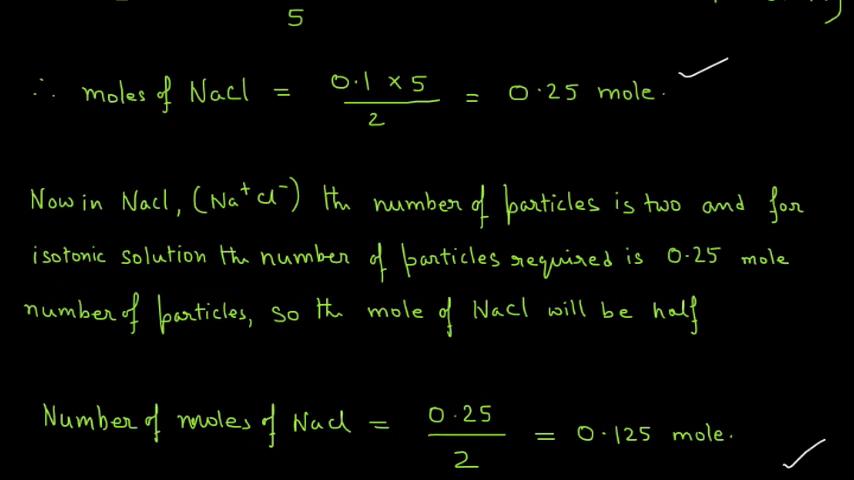 5
∴ moles of NaCl = 0.1 × 5 / 2 = 0.25 mole.
Now in NaCl, (Na⁺ Cl⁻) the number of particles is two and for
isotonic solution the number of particles required is 0.25 mole
number of particles, so the mole of NaCl will be half
Number of moles of NaCl = 0.25 / 2 = 0.125 mole.